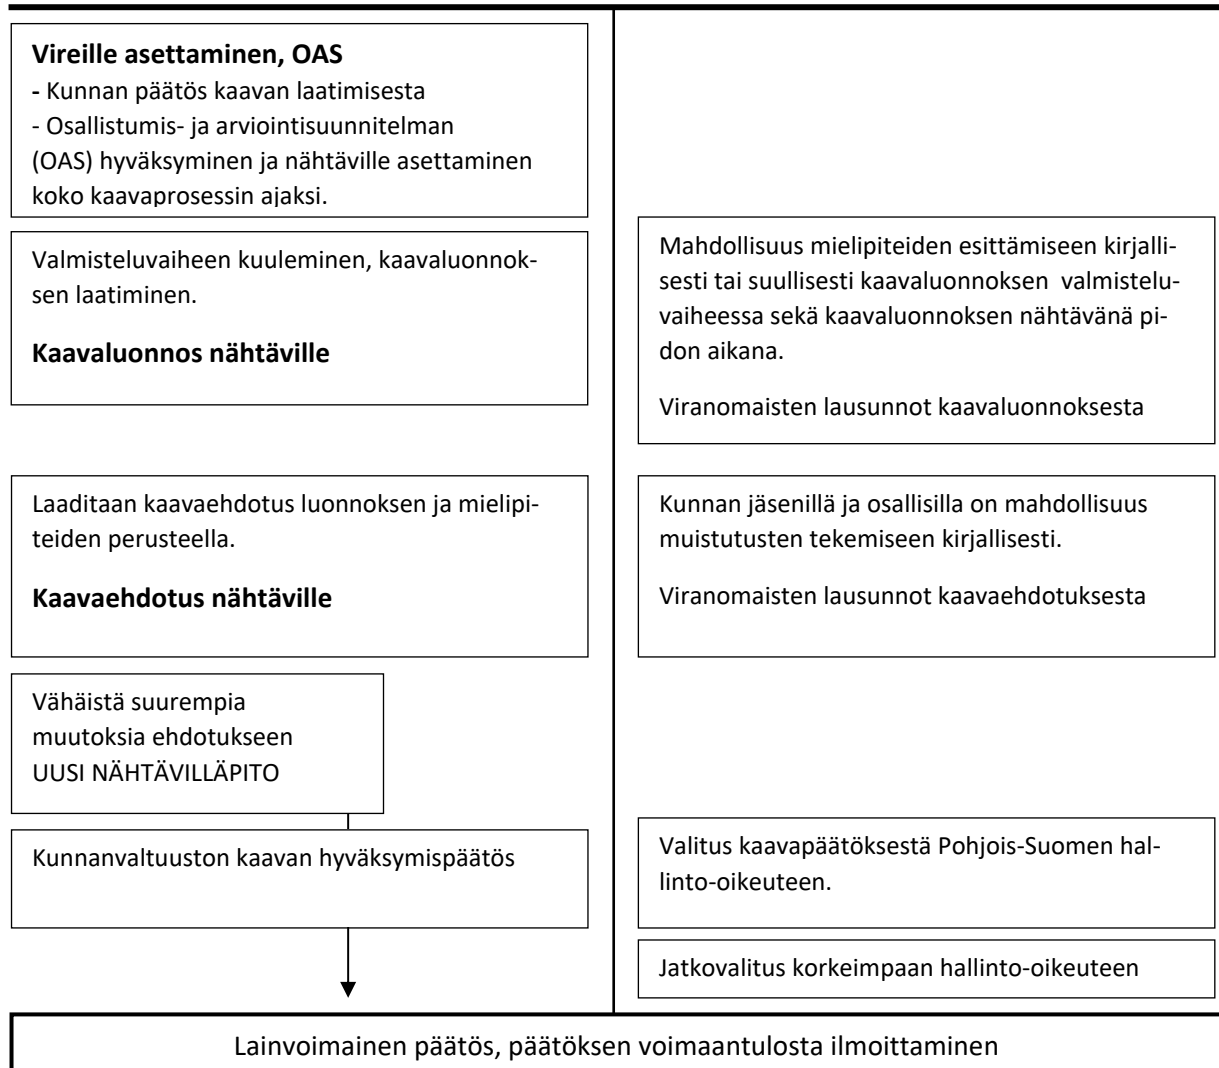 Vireille asettaminen, OAS
- Kunnan päätös kaavan laatimisesta
- Osallistumis- ja arviointisuunnitelman
(OAS) hyväksyminen ja nähtäville asettaminen
koko kaavaprosessin ajaksi.
Valmisteluvaiheen kuuleminen, kaavaluonnok-
sen laatiminen.
Kaavaluonnos nähtäville
Mahdollisuus mielipiteiden esittämiseen kirjalli-
sesti tai suullisesti kaavaluonnoksen valmistelu-
vaiheessa sekä kaavaluonnoksen nähtävänä pi-
don aikana.
Viranomaisten lausunnot kaavaluonnoksesta
Laaditaan kaavaehdotus luonnoksen ja mielipi-
teiden perusteella.
Kaavaehdotus nähtäville
Kunnan jäsenillä ja osallisilla on mahdollisuus
muistutusten tekemiseen kirjallisesti.
Viranomaisten lausunnot kaavaehdotuksesta
Vähäistä suurempia
muutoksia ehdotukseen
UUSI NÄHTÄVILLÄPITO
Kunnanvaltuuston kaavan hyväksymispäätös
Valitus kaavapäätöksestä Pohjois-Suomen hal-
linto-oikeuteen.
Jatkovalitus korkeimpaan hallinto-oikeuteen
Lainvoimainen päätös, päätöksen voimaantulosta ilmoittaminen